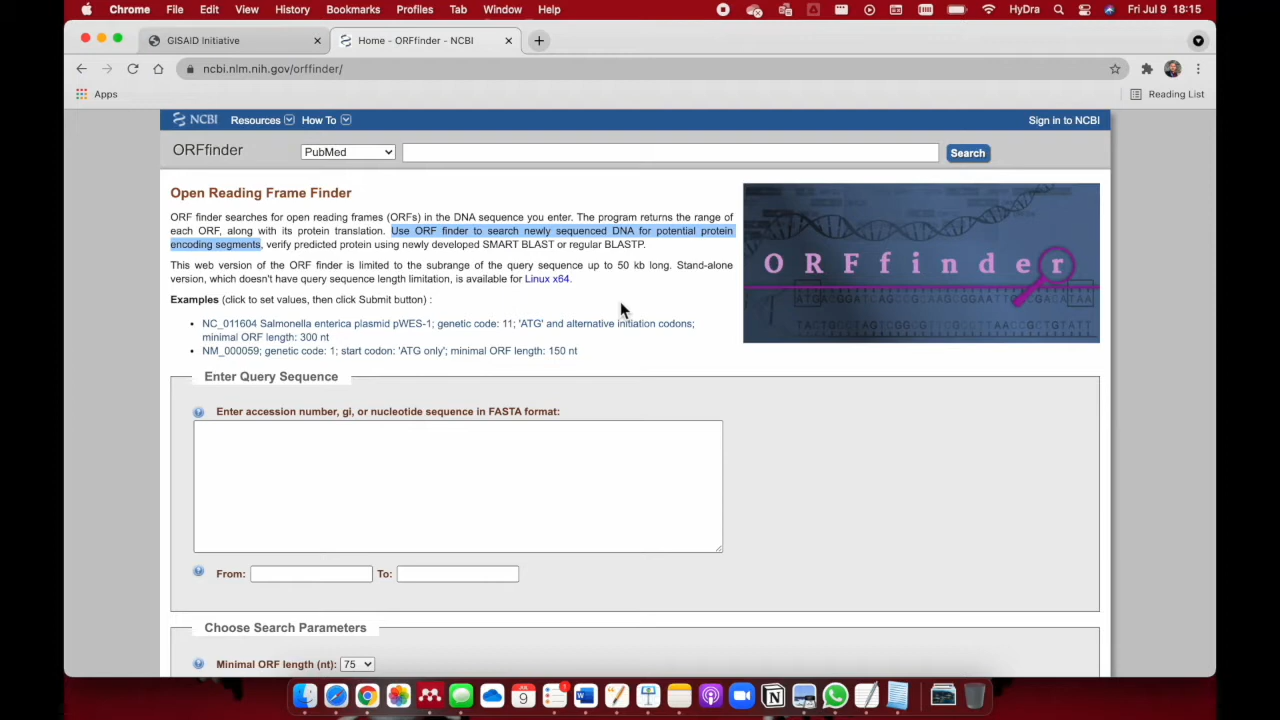 Chrome File Edit View History Bookmarks Profiles Tab Window Help HyDra Fri Jul 9 18:15
GISAID Initiative Home - ORFfinder - NCBI
ncbi.nlm.nih.gov/orffinder/
Apps Reading List
NCBI Resources How To Sign in to NCBI
ORFfinder PubMed Search
Open Reading Frame Finder
ORF finder searches for open reading frames (ORFs) in the DNA sequence you enter. The program returns the range of
each ORF, along with its protein translation. Use ORF finder to search newly sequenced DNA for potential protein
encoding segments, verify predicted protein using newly developed SMART BLAST or regular BLASTP.
This web version of the ORF finder is limited to the subrange of the query sequence up to 50 kb long. Stand-alone
version, which doesn't have query sequence length limitation, is available for Linux x64.
Examples (click to set values, then click Submit button) :
NC_011604 Salmonella enterica plasmid pWES-1; genetic code: 11; 'ATG' and alternative initiation codons;
minimal ORF length: 300 nt
NM_000059; genetic code: 1; start codon: 'ATG only'; minimal ORF length: 150 nt
ORFfinder
Enter Query Sequence
Enter accession number, gi, or nucleotide sequence in FASTA format:
From: To:
Choose Search Parameters
Minimal ORF length (nt): 75
JUL
9
1